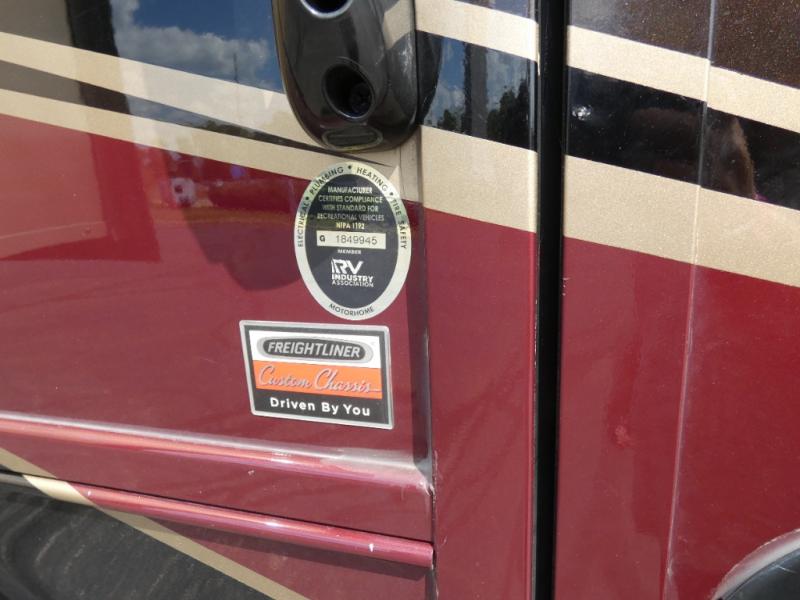 ELECTRICAL • PLUMBING • HEATING • FIRE SAFETY
MANUFACTURER
CERTIFIES COMPLIANCE
WITH STANDARD FOR
RECREATIONAL VEHICLES
NFPA 1192
G 1849945
MEMBER
RV
INDUSTRY
ASSOCIATION
MOTORHOME
FREIGHTLINER
Custom Chassis
Driven By You